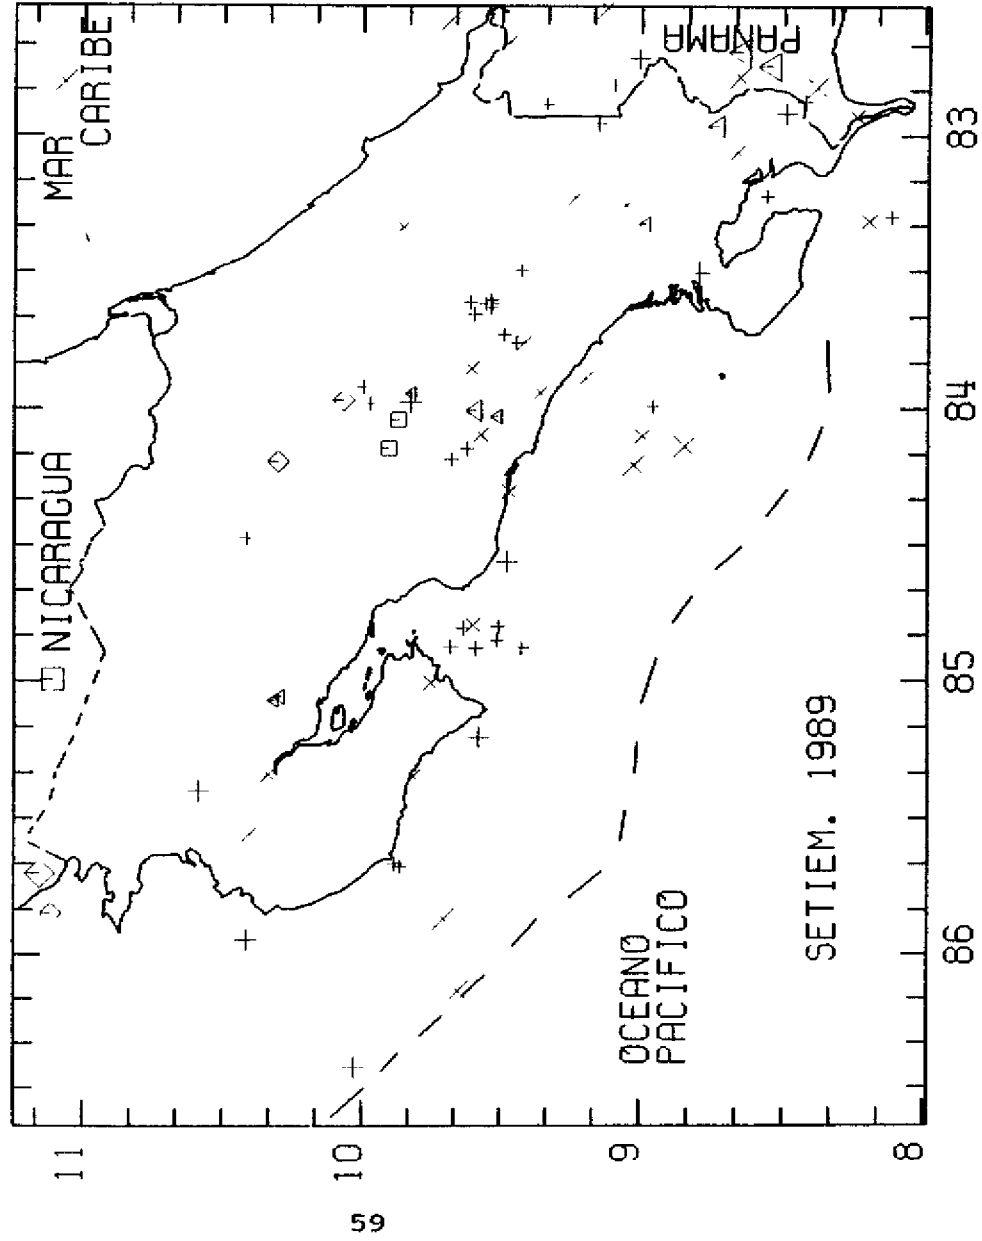 MAR
CARIBE
NICARAGUA
PANAMA
OCEANO
PACIFICO
SETIEM. 1989
11
10
9
8
86
85
84
83
59